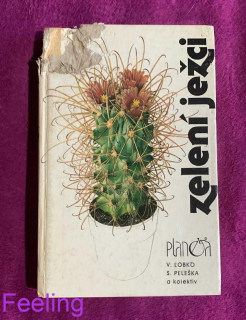 zelení ježci
PlanÉta
V. LOBKO
S. PELEŠKA
a kolektiv
Feeling